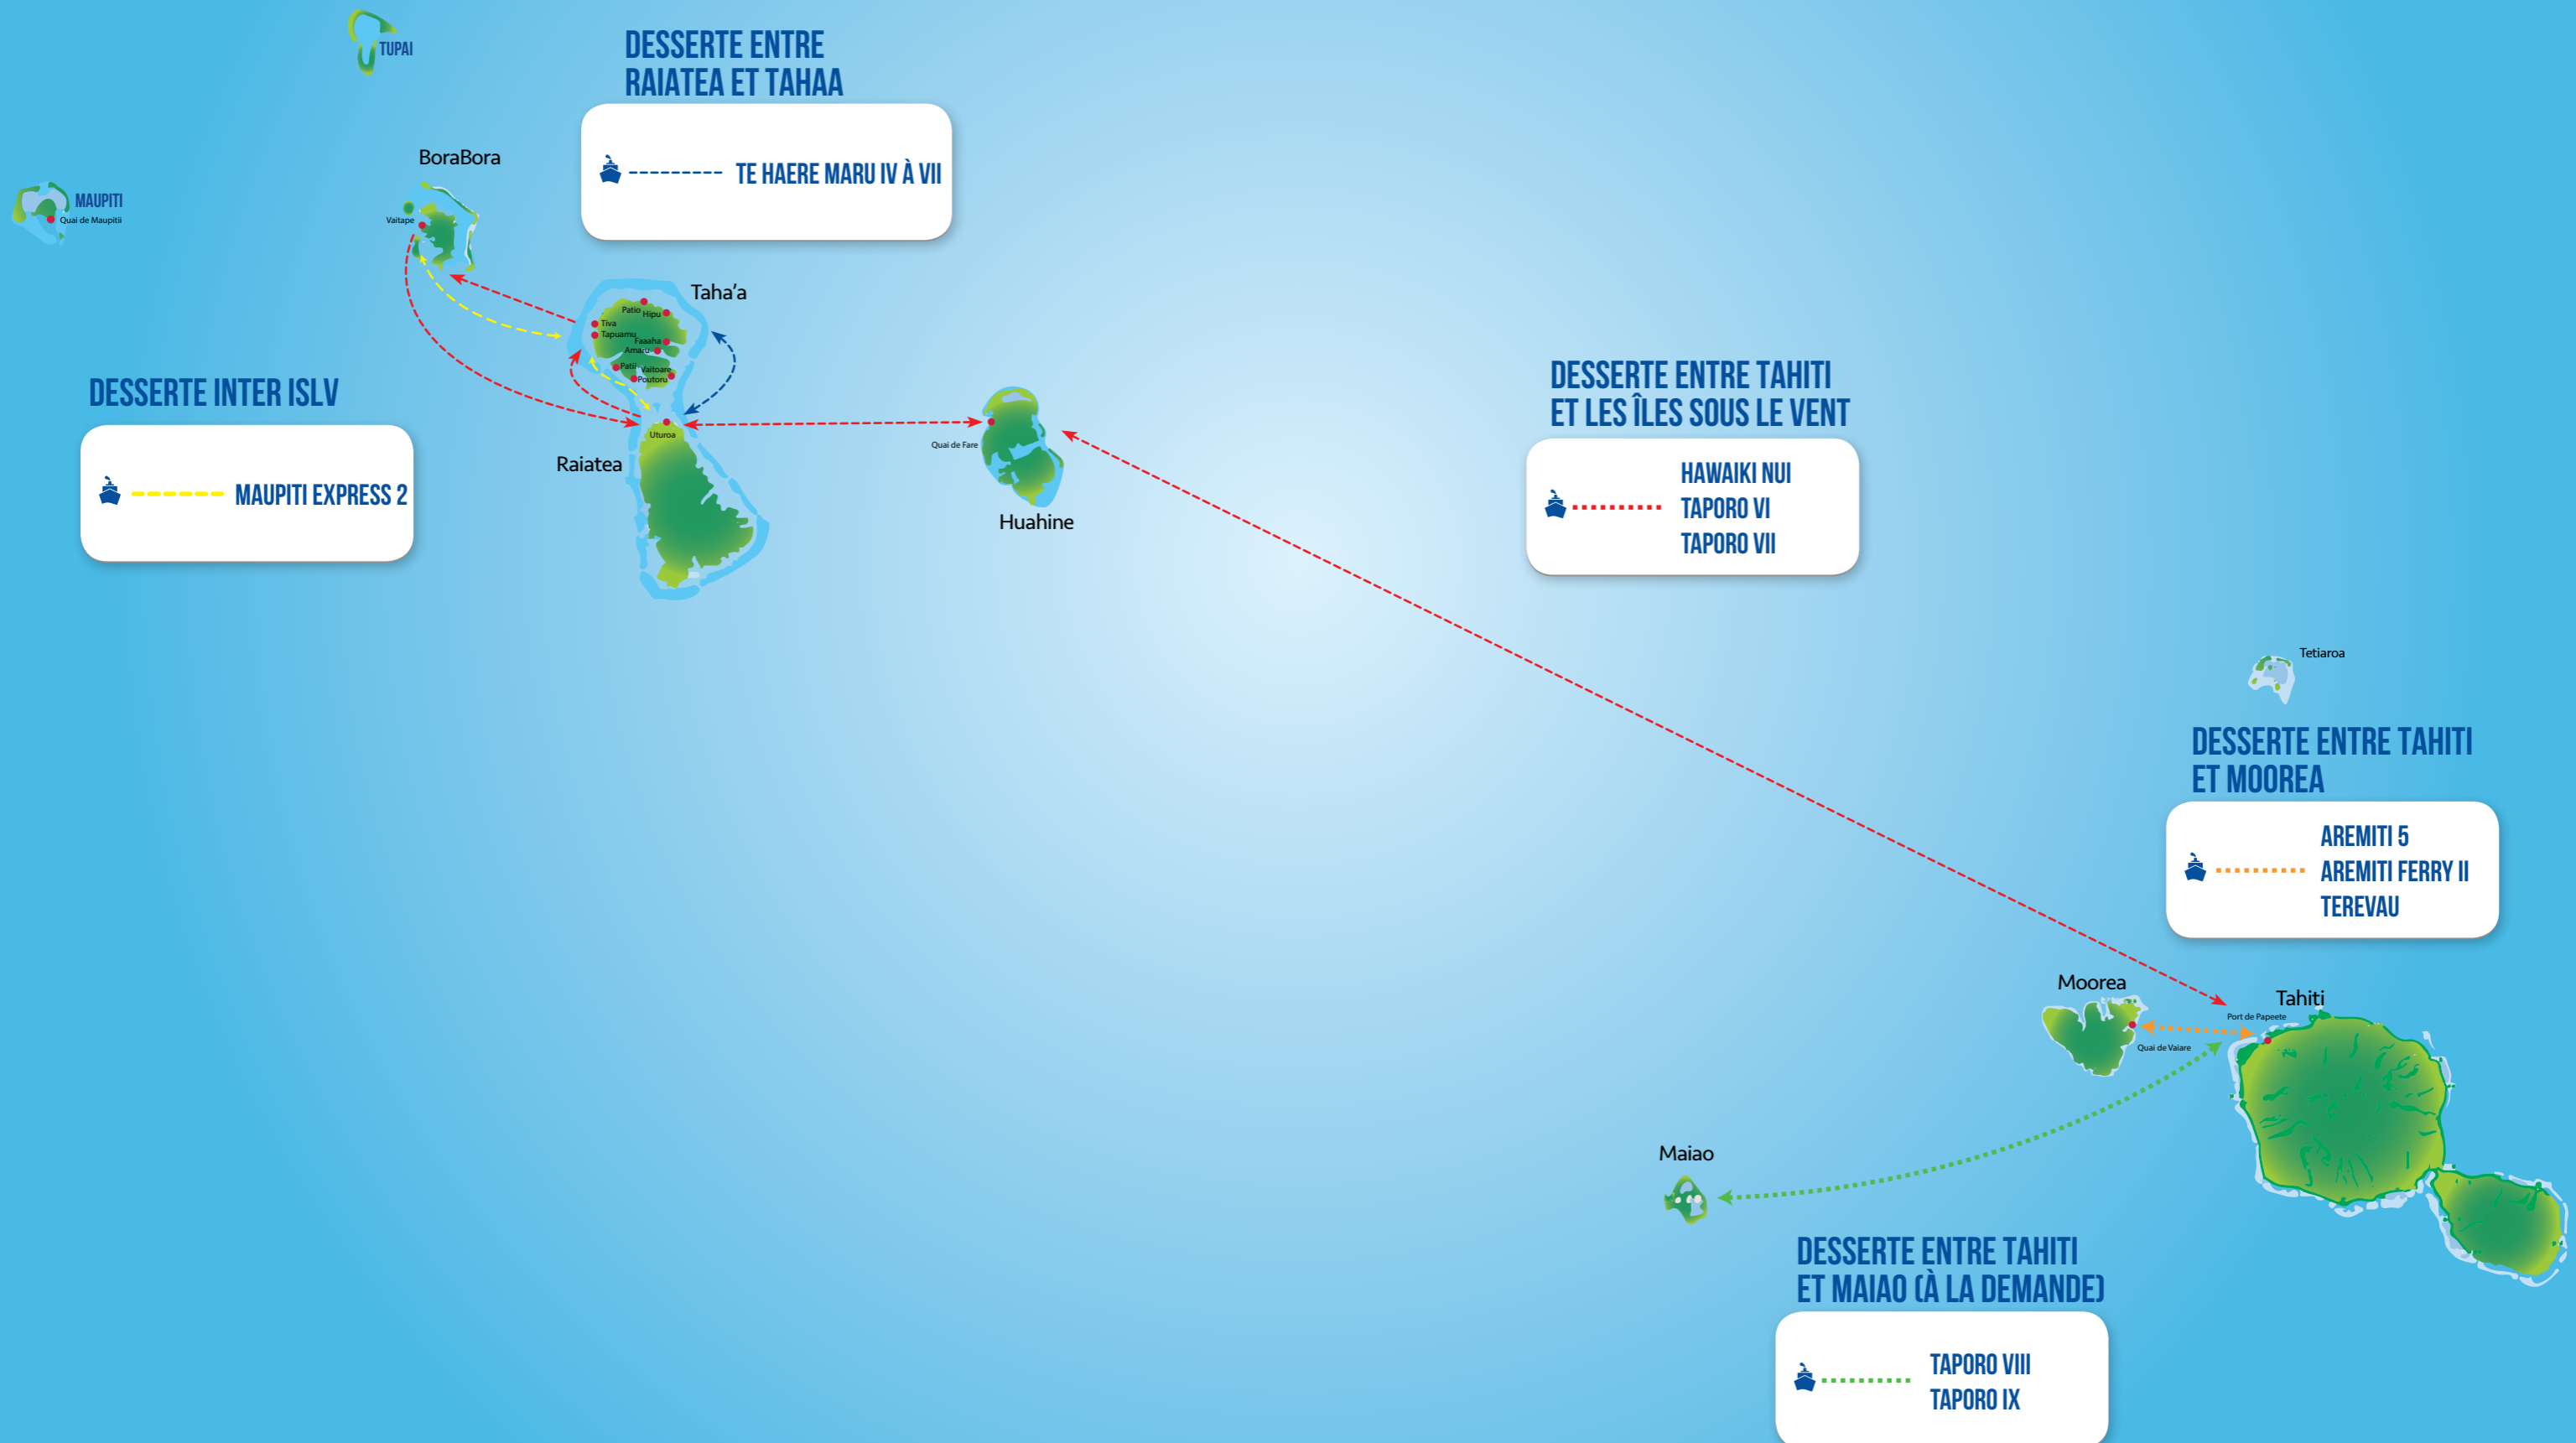 TUPAI
DESSERTE ENTRE
RAIATEA ET TAHAA
TE HAERE MARU IV À VII
BoraBora
Vaitape
MAUPITI
Quai de Maupitii
Taha'a
Patio
Hipu
Tiva
Tapuamu
Faaaha
Amaru
Patii
Vaitoare
Poutoru
Uturoa
Raiatea
DESSERTE INTER ISLV
MAUPITI EXPRESS 2
Quai de Fare
Huahine
DESSERTE ENTRE TAHITI
ET LES ÎLES SOUS LE VENT
HAWAIKI NUI
TAPORO VI
TAPORO VII
Tetiaroa
DESSERTE ENTRE TAHITI
ET MOOREA
AREMITI 5
AREMITI FERRY II
TEREVAU
Moorea
Quai de Vaiare
Tahiti
Port de Papeete
Maiao
DESSERTE ENTRE TAHITI
ET MAIAO (À LA DEMANDE)
TAPORO VIII
TAPORO IX